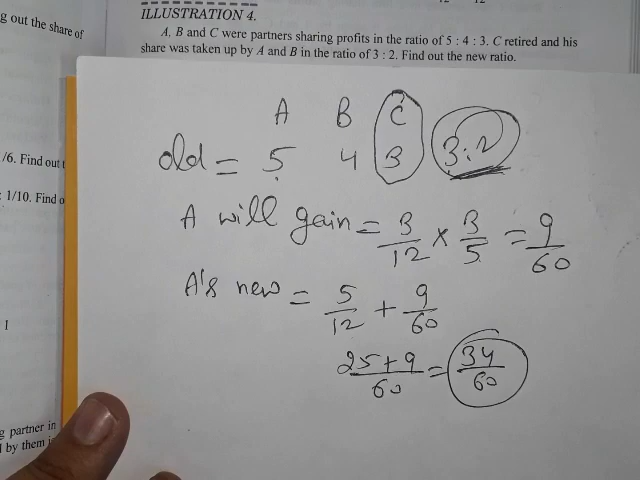 g out the share of
ILLUSTRATION 4.
A, B and C were partners sharing profits in the ratio of 5 : 4 : 3. C retired and his
share was taken up by A and B in the ratio of 3 : 2. Find out the new ratio.
A B C
old = 5 4 3 3:2
/6. Find out
: 1/10. Find o
A will gain = 3/12 × 3/5 = 9/60
A's new = 5/12 + 9/60
25+9/60 = 34/60
1
g partner in
l by them